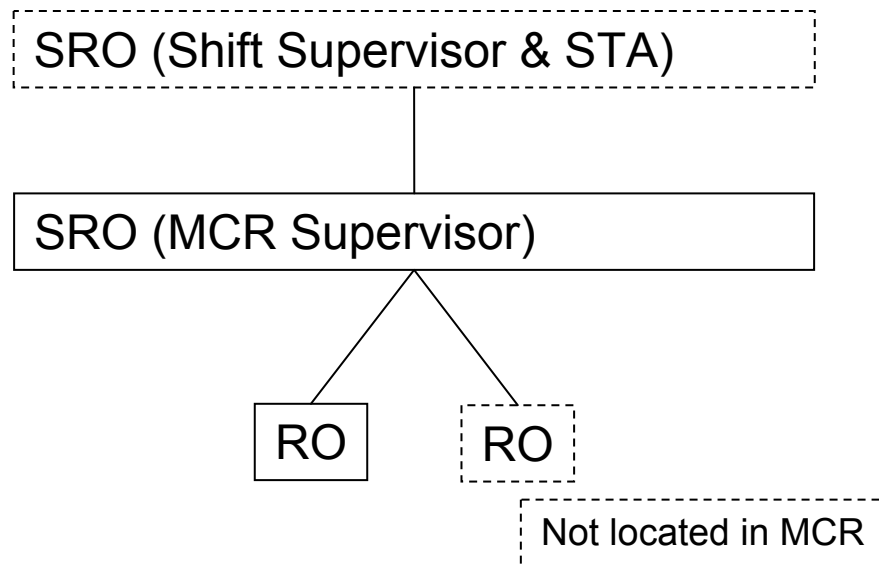 SRO (Shift Supervisor & STA)
SRO (MCR Supervisor)
RO
RO
Not located in MCR